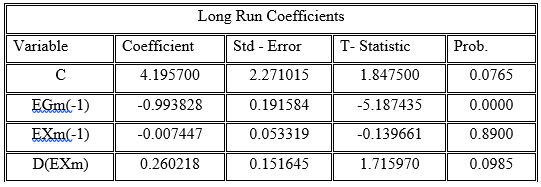 Long Run Coefficients
Variable Coefficient Std - Error T- Statistic Prob.
C 4.195700 2.271015 1.847500 0.0765
EGm(-1) -0.993828 0.191584 -5.187435 0.0000
EXm(-1) -0.007447 0.053319 -0.139661 0.8900
D(EXm) 0.260218 0.151645 1.715970 0.0985